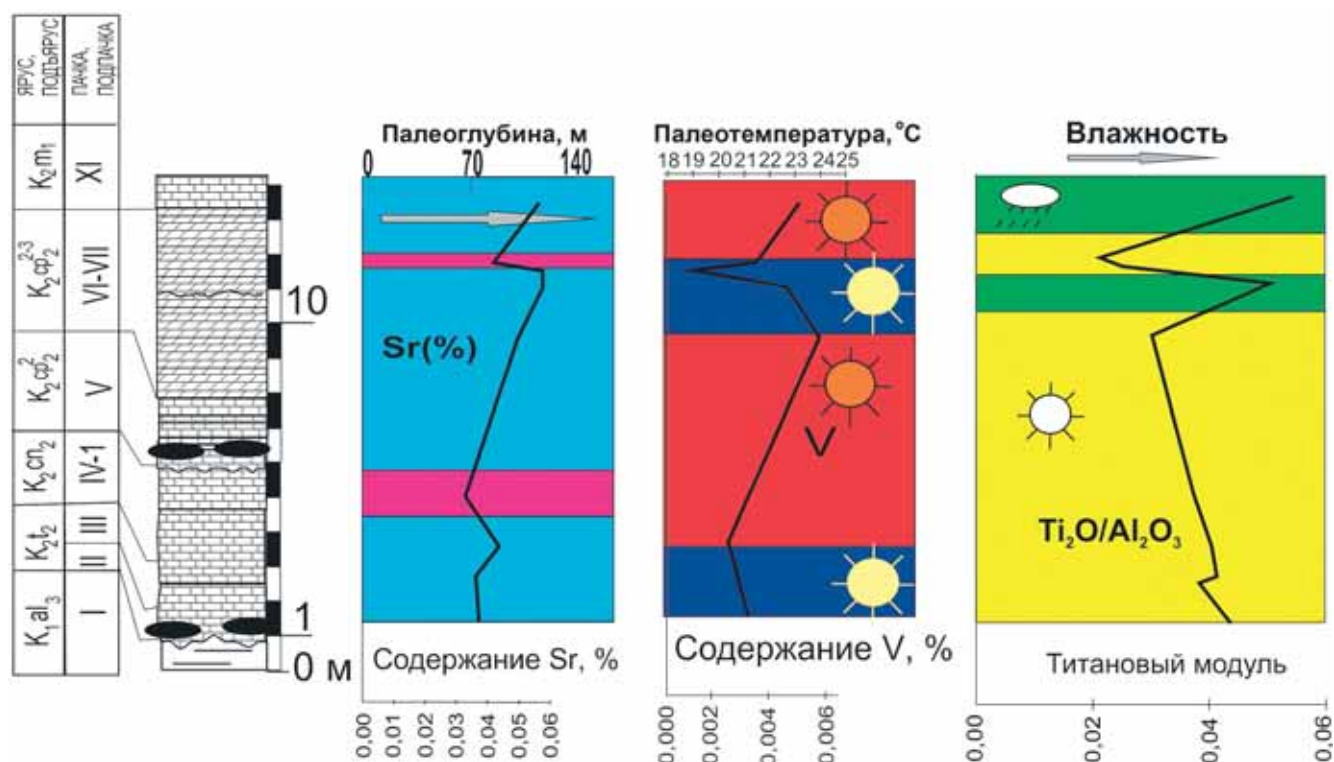 ЯРУС,
ПОДЪЯРУС
ПАЧКА,
ПОДПАЧКА
K₂m₁
XI
K₂cp₂²⁻³
VI-VII
K₂cp₂²
V
K₂cn₂
IV-1
K₂t₂
III
II
K₁al₃
I
10
1
0 м
Палеоглубина, м
0 70 140
Sr(%)
Содержание Sr, %
0,00 0,01 0,02 0,03 0,04 0,05 0,06
Палеотемпература, °C
18 19 20 21 22 23 24 25
V
Содержание V, %
0,000 0,002 0,004 0,006
Влажность
Ti₂O/Al₂O₃
Титановый модуль
0,00 0,02 0,04 0,06